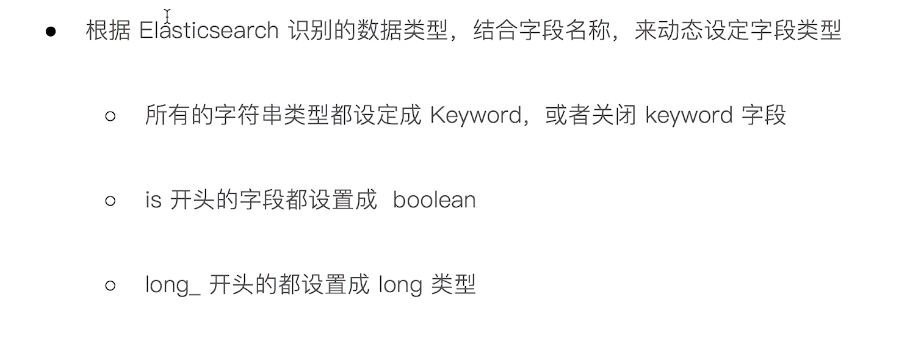 根据 Elasticsearch 识别的数据类型，结合字段名称，来动态设定字段类型
所有的字符串类型都设定成 Keyword，或者关闭 keyword 字段
is 开头的字段都设置成 boolean
long_ 开头的都设置成 long 类型